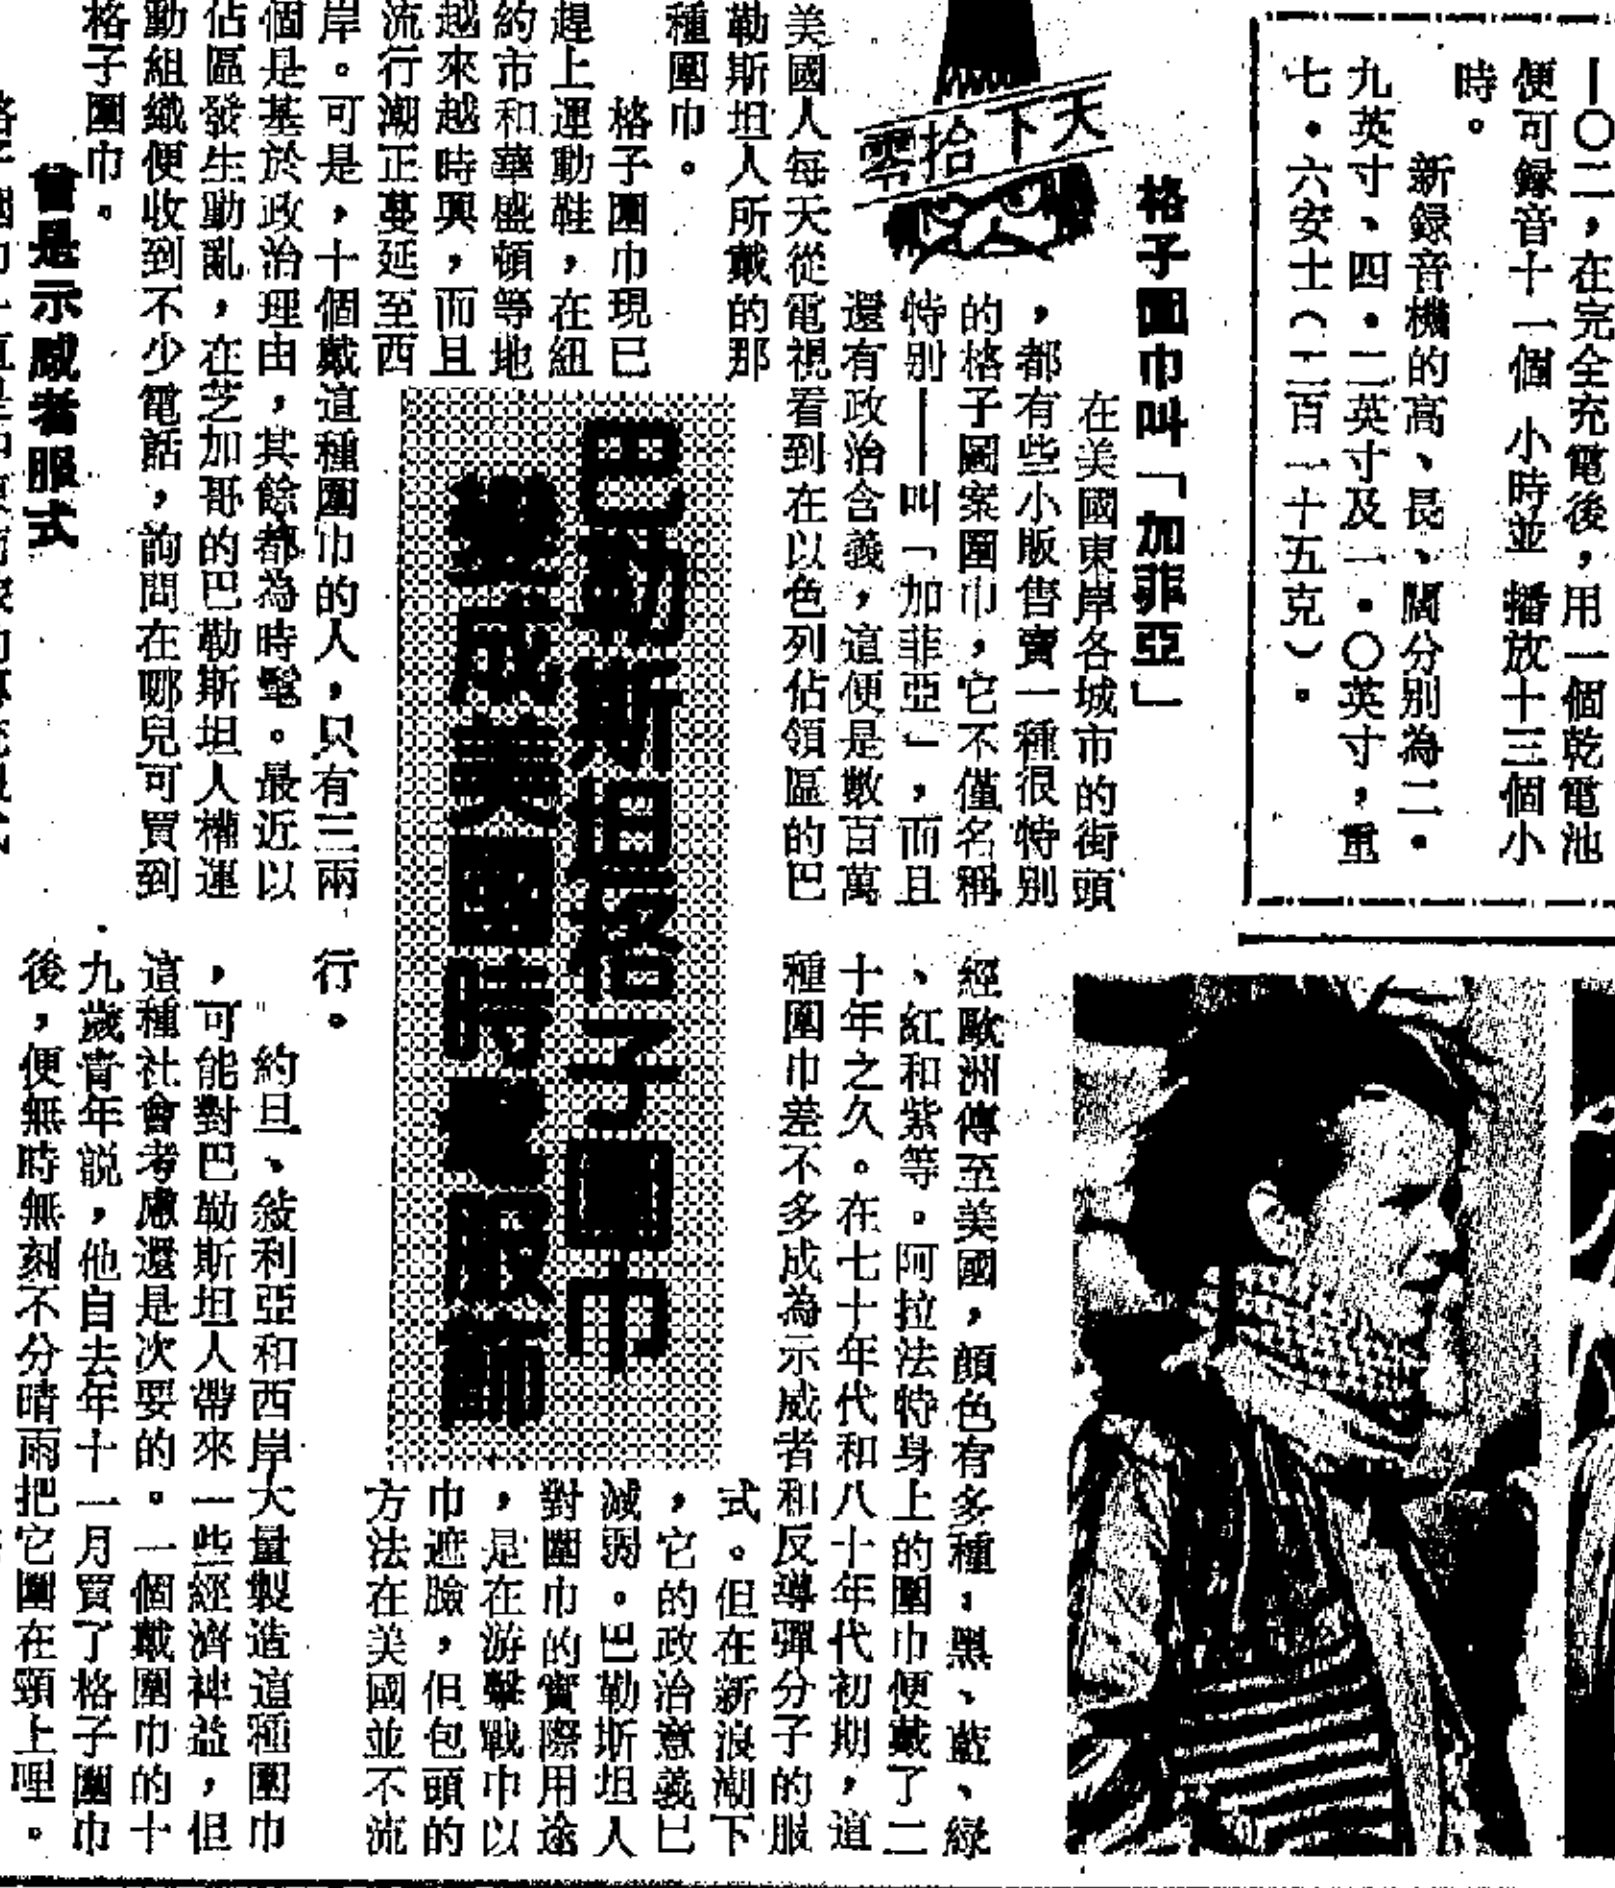 一〇二，在完全充電後，用一個乾電池
便可録音十一個小時並播放十三個小
時。
新録音機的高、長、闊分別為二・
九英寸、四・二英寸及一・〇英寸，重
七・六安士（二百一十五克）。
天下拾零
巴勒斯坦格子圍巾
變成美國時髦服飾
格子圍巾叫「加菲亞」
在美國東岸各城市的街頭
，都有些小販售賣一種很特別
的格子圖案圍巾，它不僅名稱
特別——叫「加菲亞」，而且
還有政治含義，這便是數百萬
美國人每天從電視看到在以色列佔領區的巴
勒斯坦人所戴的那
種圍巾。
格子圍巾現已
趕上運動鞋，在紐
約市和華盛頓等地
越來越時興，而且
流行潮正蔓延至西
岸。可是，十個戴這種圍巾的人，只有三兩
個是基於政治理由，其餘都為時髦。最近以
佔區發生動亂，在芝加哥的巴勒斯坦人權運
動組織便收到不少電話，詢問在哪兒可買到
格子圍巾。
曾是示威者服式
經歐洲傳至美國，顏色有多種：黑、藍、綠
、紅和紫等。阿拉法特身上的圍巾便戴了二
十年之久。在七十年代和八十年代初期，這
種圍巾差不多成為示威者和反導彈分子的服
式。但在新浪潮下
，它的政治意義已
減弱。巴勒斯坦人
對圍巾的實際用途
，是在游擊戰中以
巾遮臉，但包頭的
方法在美國並不流
行。
約旦、敍利亞和西岸大量製造這種圍巾
，可能對巴勒斯坦人帶來一些經濟裨益，但
這種社會考慮還是次要的。一個戴圍巾的十
九歲青年説，他自去年十一月買了格子圍巾
後，便無時無刻不分晴雨把它圍在頸上哩。